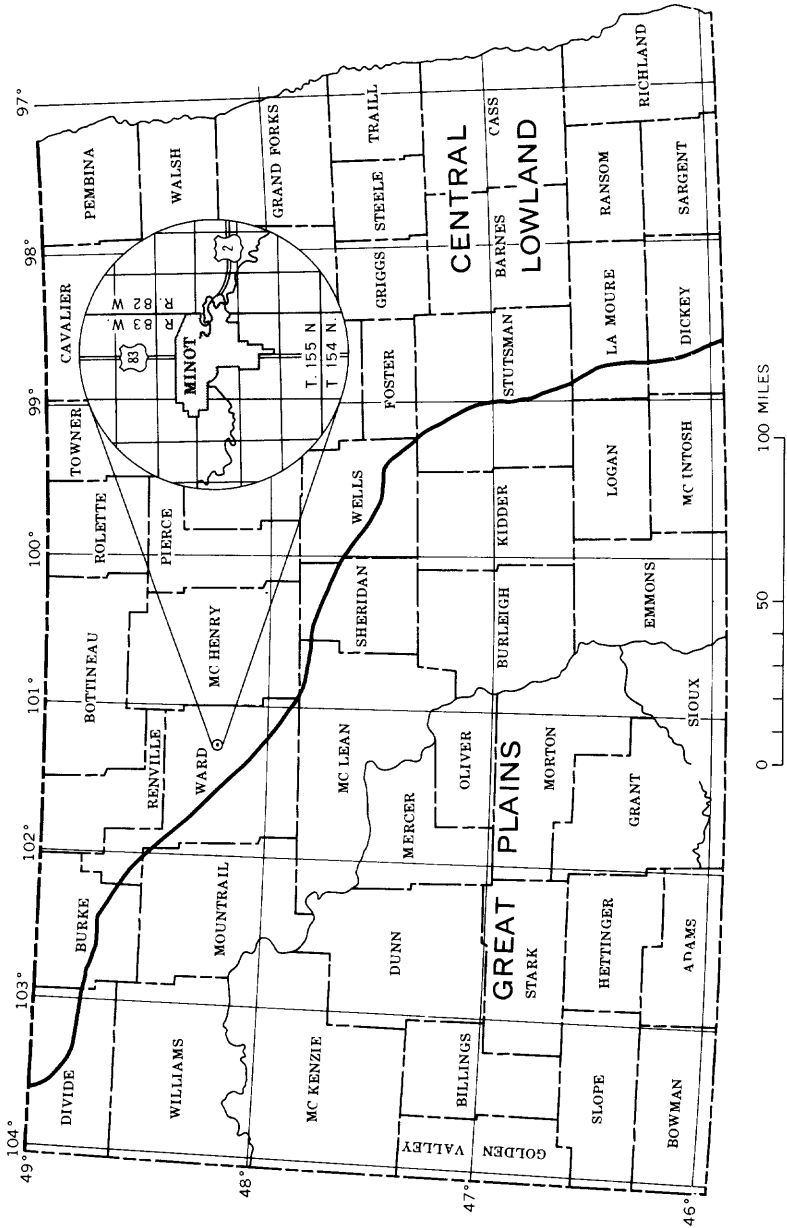 104°
103°
102°
101°
100°
99°
98°
97°
49°
48°
47°
46°
DIVIDE
BURKE
RENVILLE
BOTTINEAU
ROLETTE
TOWNER
CAVALIER
PEMBINA
WILLIAMS
MOUNTRAIL
WARD
MC HENRY
PIERCE
WALSH
83
R. 83 W.
R. 82 W
MINOT
2
T. 155 N
T. 154 N.
GRAND FORKS
MC KENZIE
DUNN
MERCER
MC LEAN
SHERIDAN
WELLS
FOSTER
GRIGGS
STEELE
TRAILL
BILLINGS
GOLDEN
VALLEY
GREAT PLAINS
STARK
OLIVER
MORTON
BURLEIGH
KIDDER
STUTSMAN
CENTRAL
LOWLAND
BARNES
CASS
SLOPE
HETTINGER
GRANT
BOWMAN
ADAMS
SIOUX
EMMONS
LOGAN
MC INTOSH
LA MOURE
DICKEY
RANSOM
SARGENT
RICHLAND
0 50 100 MILES